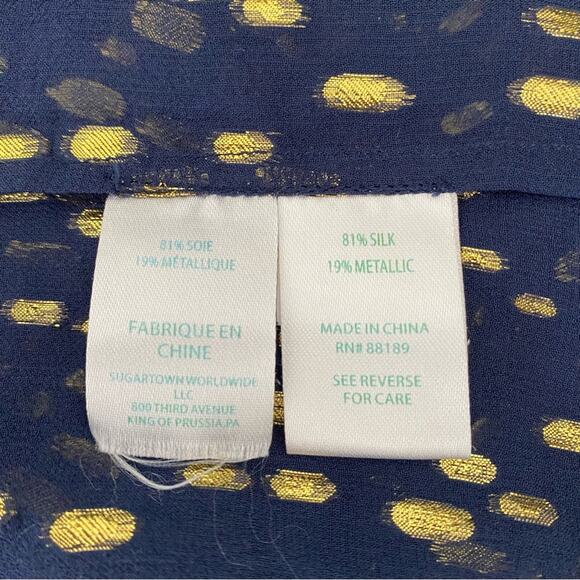 81% SOIE
19% MÉTALLIQUE
FABRIQUE EN
CHINE
SUGARTOWN WORLDWIDE
LLC
800 THIRD AVENUE
KING OF PRUSSIA,PA
81% SILK
19% METALLIC
MADE IN CHINA
RN# 88189
SEE REVERSE
FOR CARE